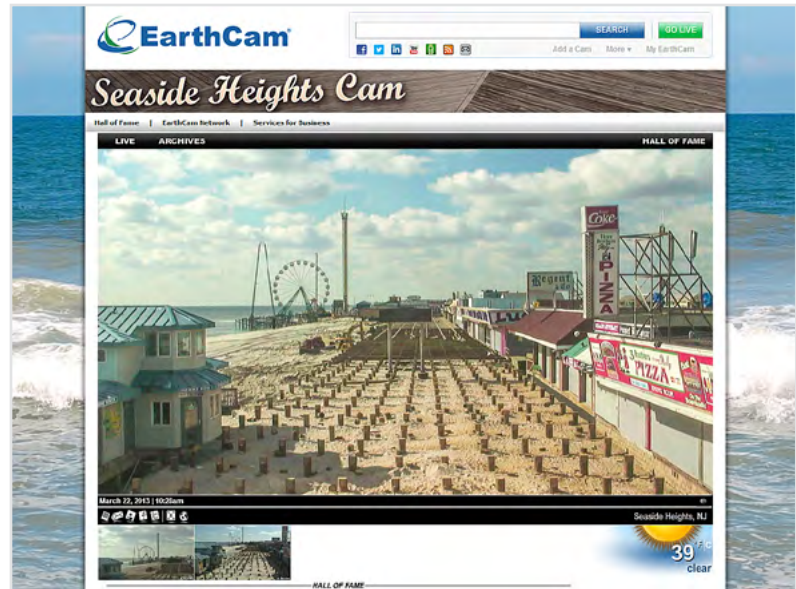 EarthCam
SEARCH
GO LIVE
Add a Cam
More
My EarthCam
Seaside Heights Cam
Hall of Fame | EarthCam Network | Services for Business
LIVE ARCHIVES
HALL OF FAME
Coke
PIZZA
Regent
PIZZA
March 22, 2013 | 10:28am
Seaside Heights, NJ
39 °F/C
clear
HALL OF FAME